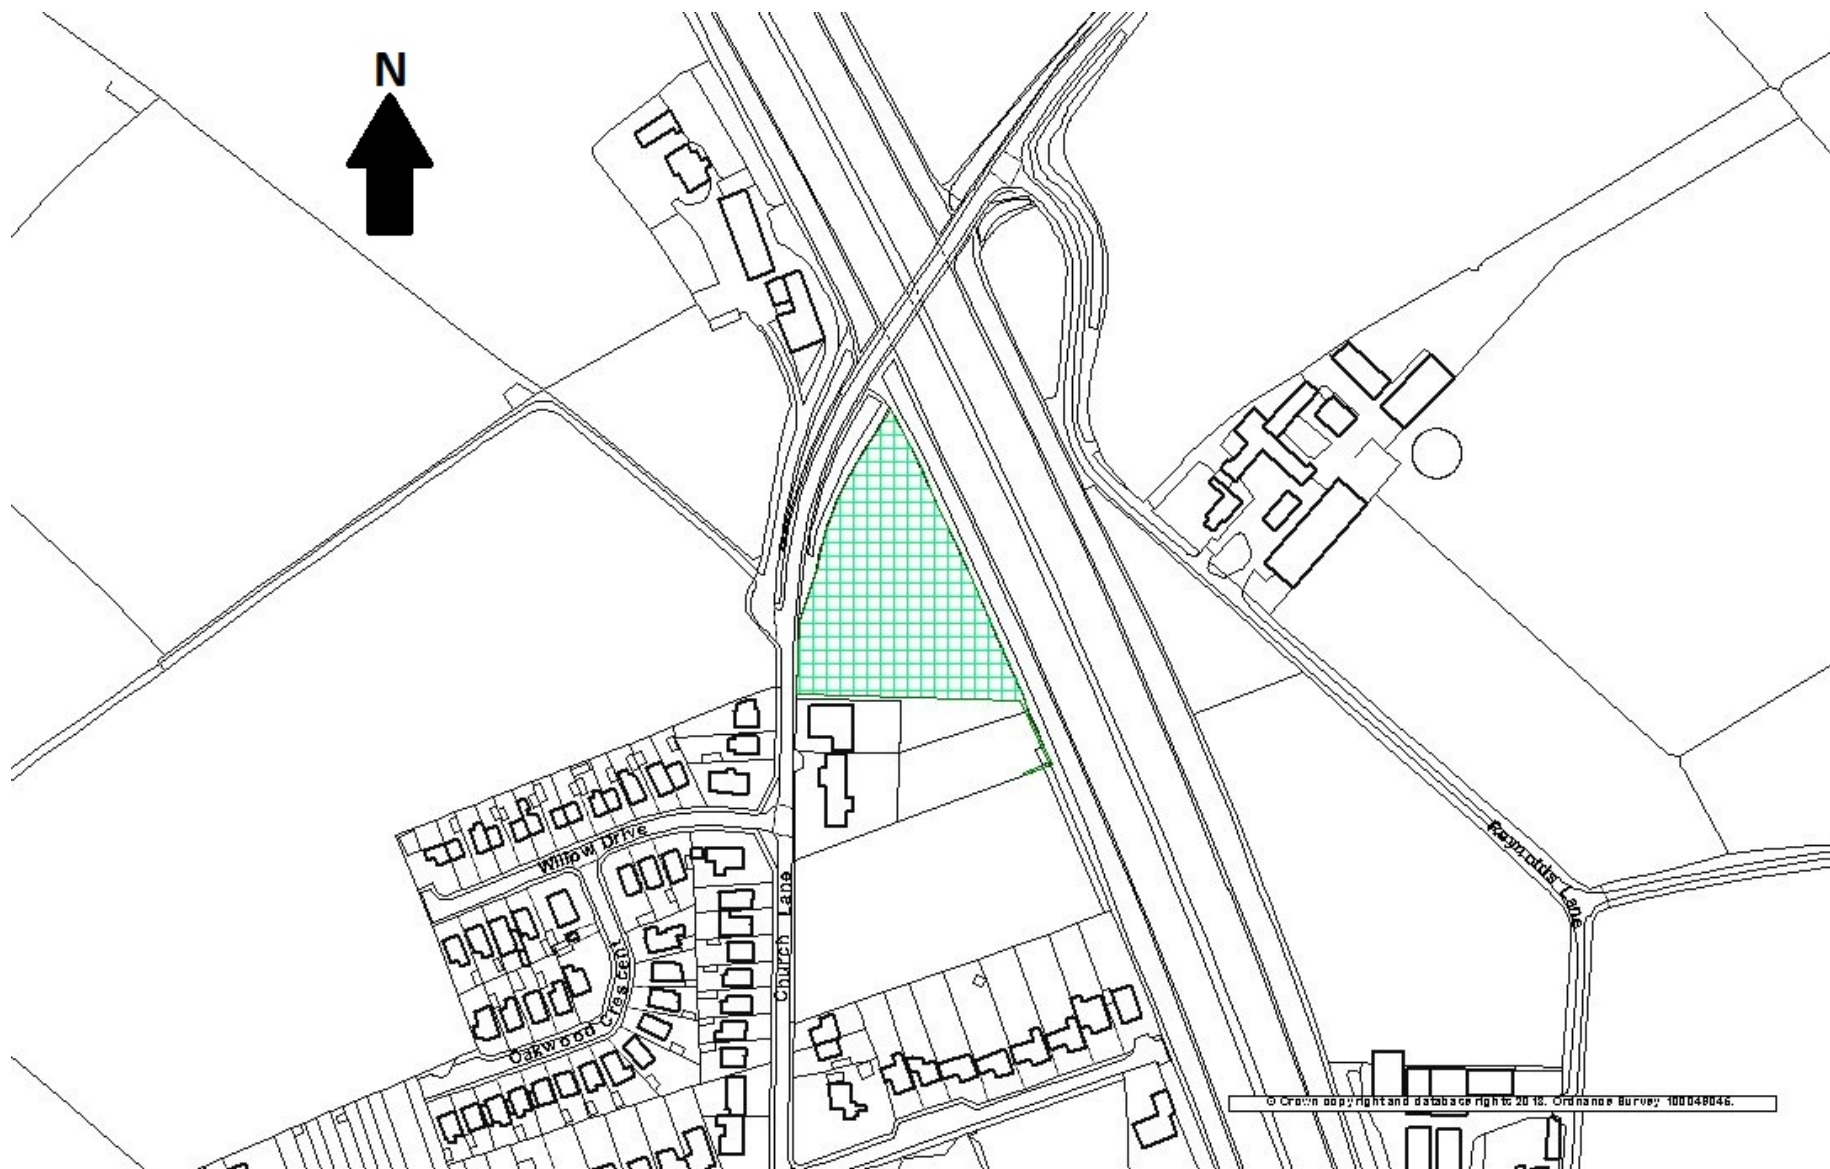 N
Willow Drive
Church Lane
Oakwood Crescent
Reynolds' Lane
© Crown copyright and database rights 2018. Ordnance Survey 100049046.